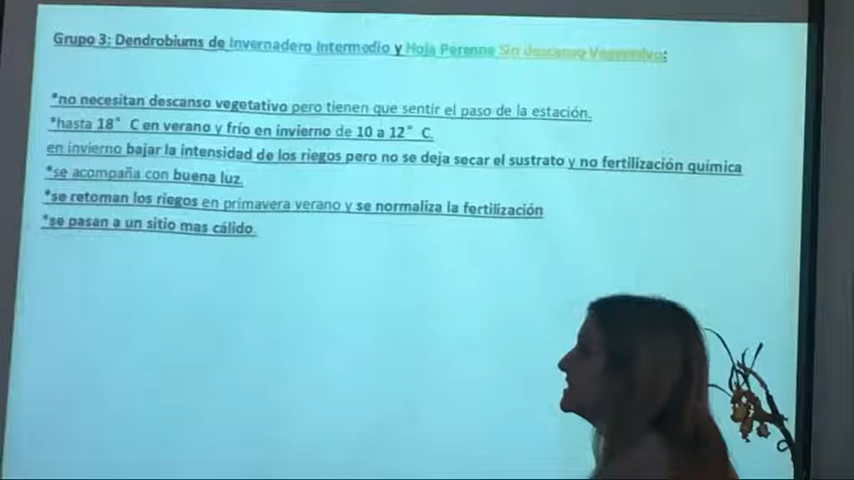 Grupo 3: Dendrobiums de Invernadero Intermedio y Hoja Perenne Sin descanso Vegetativo:
*no necesitan descanso vegetativo pero tienen que sentir el paso de la estación.
*hasta 18° C en verano y frío en invierno de 10 a 12° C.
en invierno bajar la intensidad de los riegos pero no se deja secar el sustrato y no fertilización química
*se acompaña con buena luz.
*se retoman los riegos en primavera verano y se normaliza la fertilización
*se pasan a un sitio mas cálido.